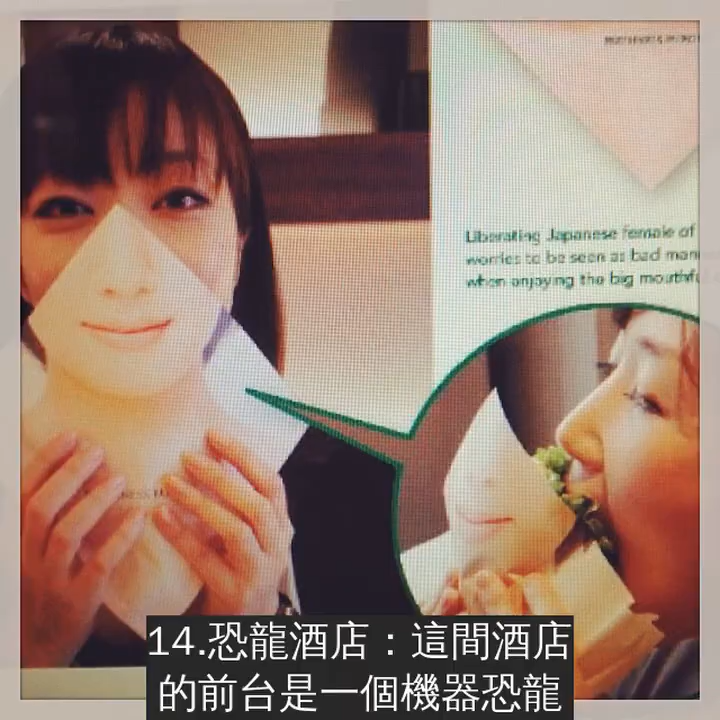 Liberating Japanese female of
worries to be seen as bad man
when enjoying the big mouthfu
14.恐龍酒店：這間酒店
的前台是一個機器恐龍